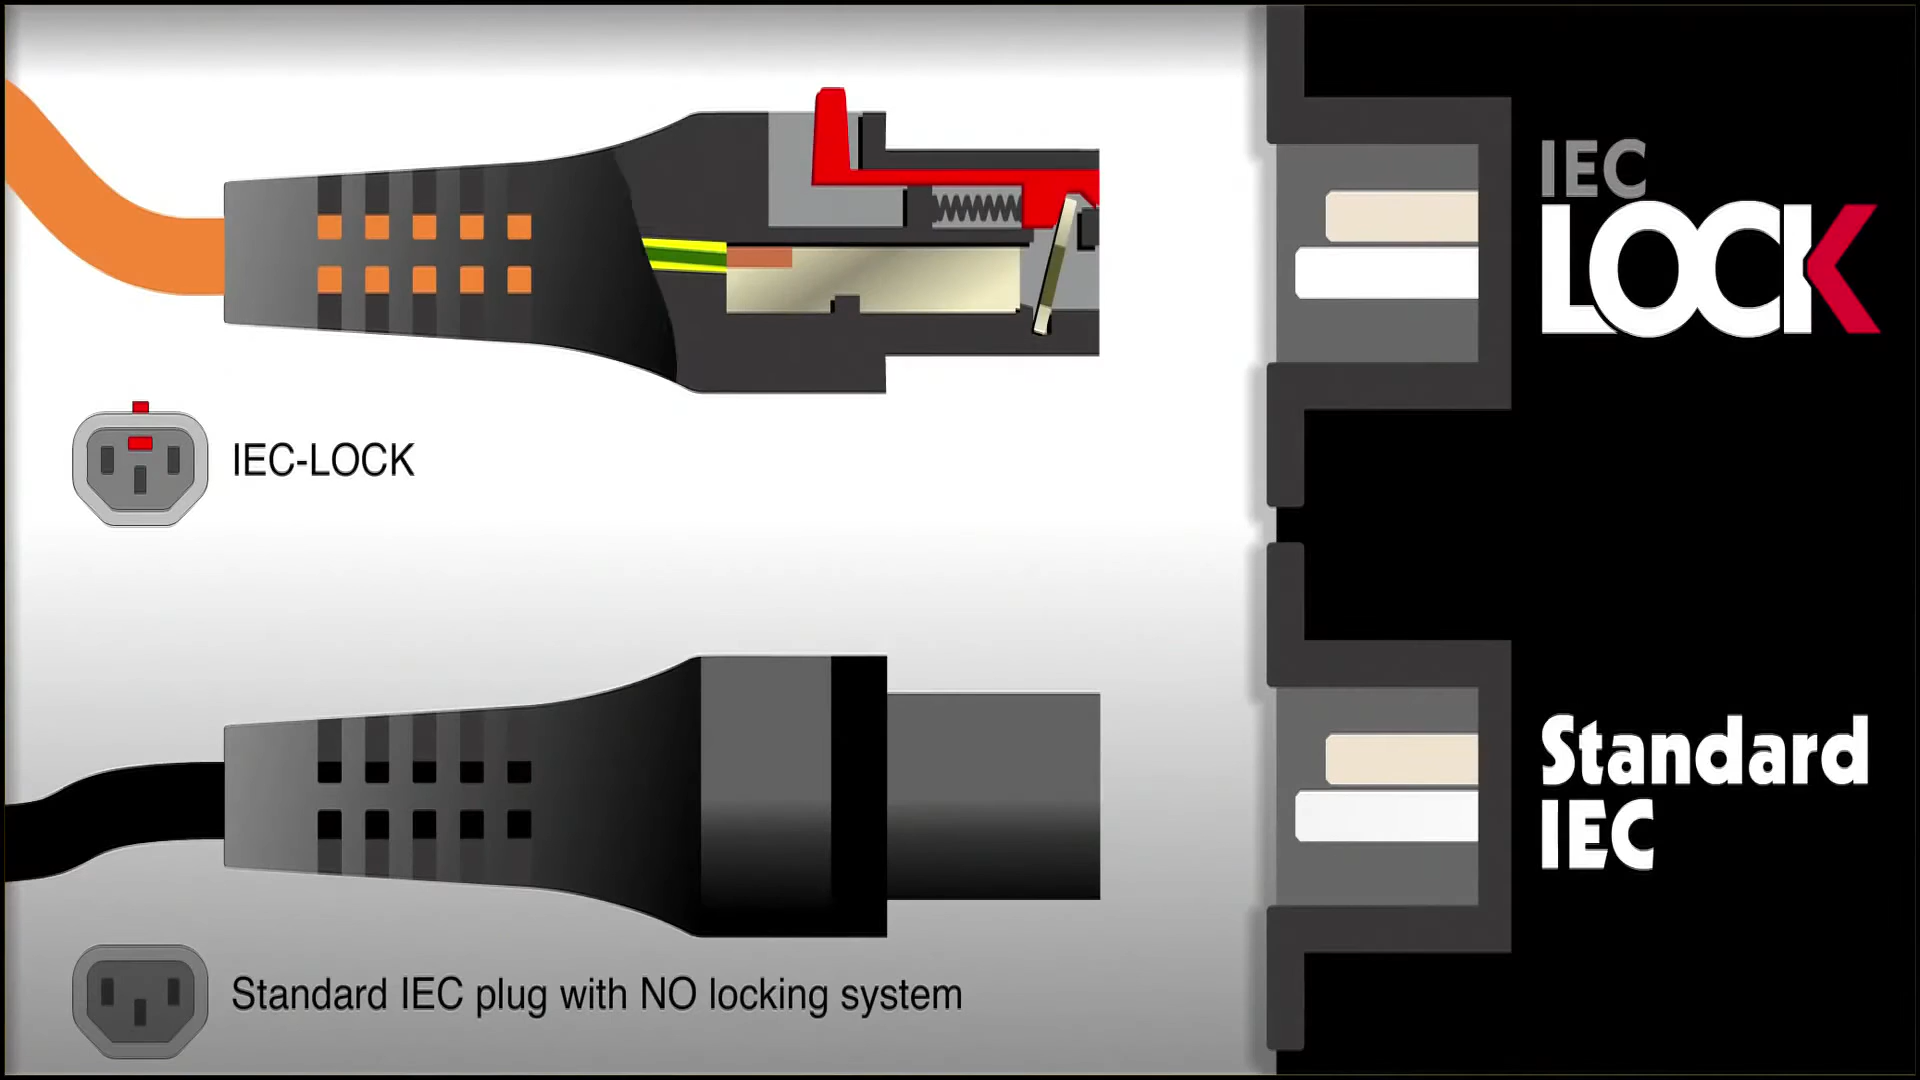 IEC
LOCK
IEC-LOCK
Standard
IEC
Standard IEC plug with NO locking system